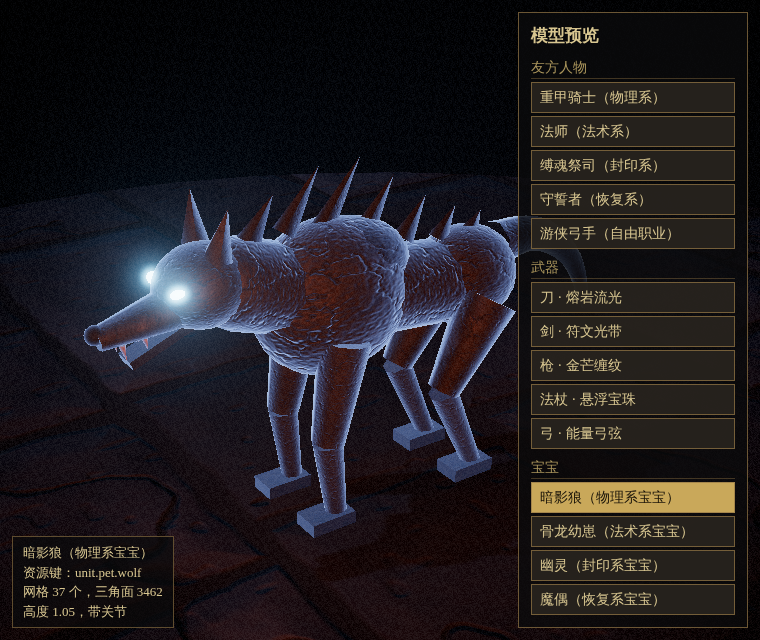 模型预览
友方人物
重甲骑士（物理系）
法师（法术系）
缚魂祭司（封印系）
守誓者（恢复系）
游侠弓手（自由职业）
武器
刀 · 熔岩流光
剑 · 符文光带
枪 · 金芒缠纹
法杖 · 悬浮宝珠
弓 · 能量弓弦
宝宝
暗影狼（物理系宝宝）
骨龙幼崽（法术系宝宝）
幽灵（封印系宝宝）
魔偶（恢复系宝宝）
暗影狼（物理系宝宝）
资源键：unit.pet.wolf
网格 37 个，三角面 3462
高度 1.05，带关节